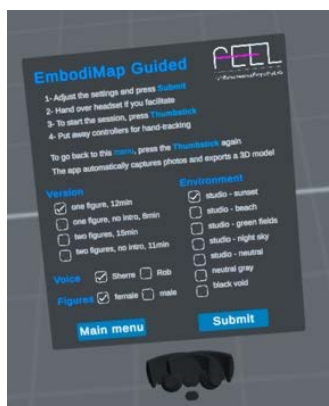 EmbodiMap Guided
FEEL
1- Adjust the settings end press Submit
2- Hand over headset if you facilitate
3- To start the session, press Thumbstick
4- Put away controllers for hand-tracking
To go back to this menu, press the Thumbstick again
The app automatically captures photos and exports a 3D model
Version
one figure, 12min
one figure, no intro, 8min
two figures, 15min
two figures, no intro, 11min
Environment
studio - sunset
studio - beach
studio - green fields
studio - night sky
studio - neutral
neutral gray
black void
Voice Sherre Rob
Figures female male
Main menu
Submit